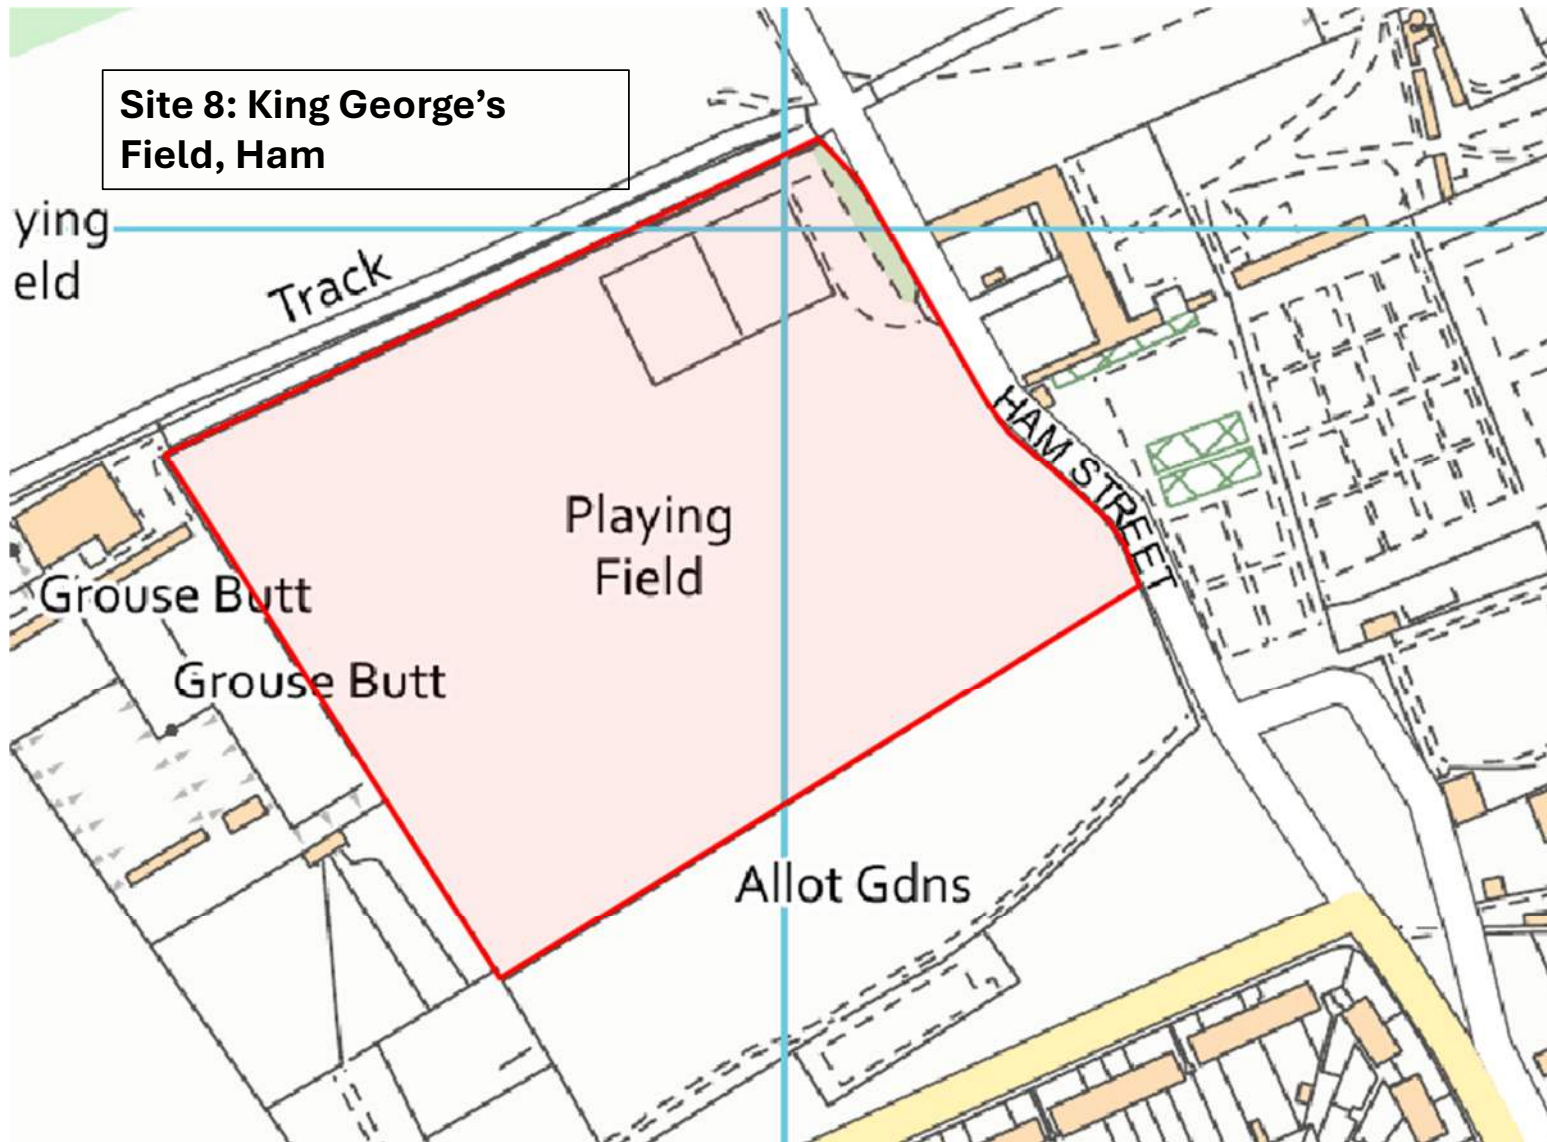 Site 8: King George’s
Field, Ham
ying
eld
Track
HAM STREET
Playing
Field
Grouse Butt
Grouse Butt
Allot Gdns